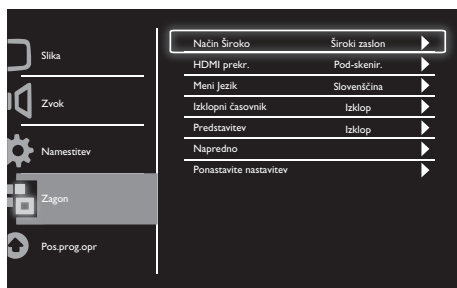 Slika
Zvok
Namestitev
Zagon
Pos.prog.opr
Način Široko Široki zaslon
HDMI prekr. Pod-skenir.
Meni Jezik Slovenščina
Izklopni časovnik Izklop
Predstavitev Izklop
Napredno
Ponastavite nastavitev